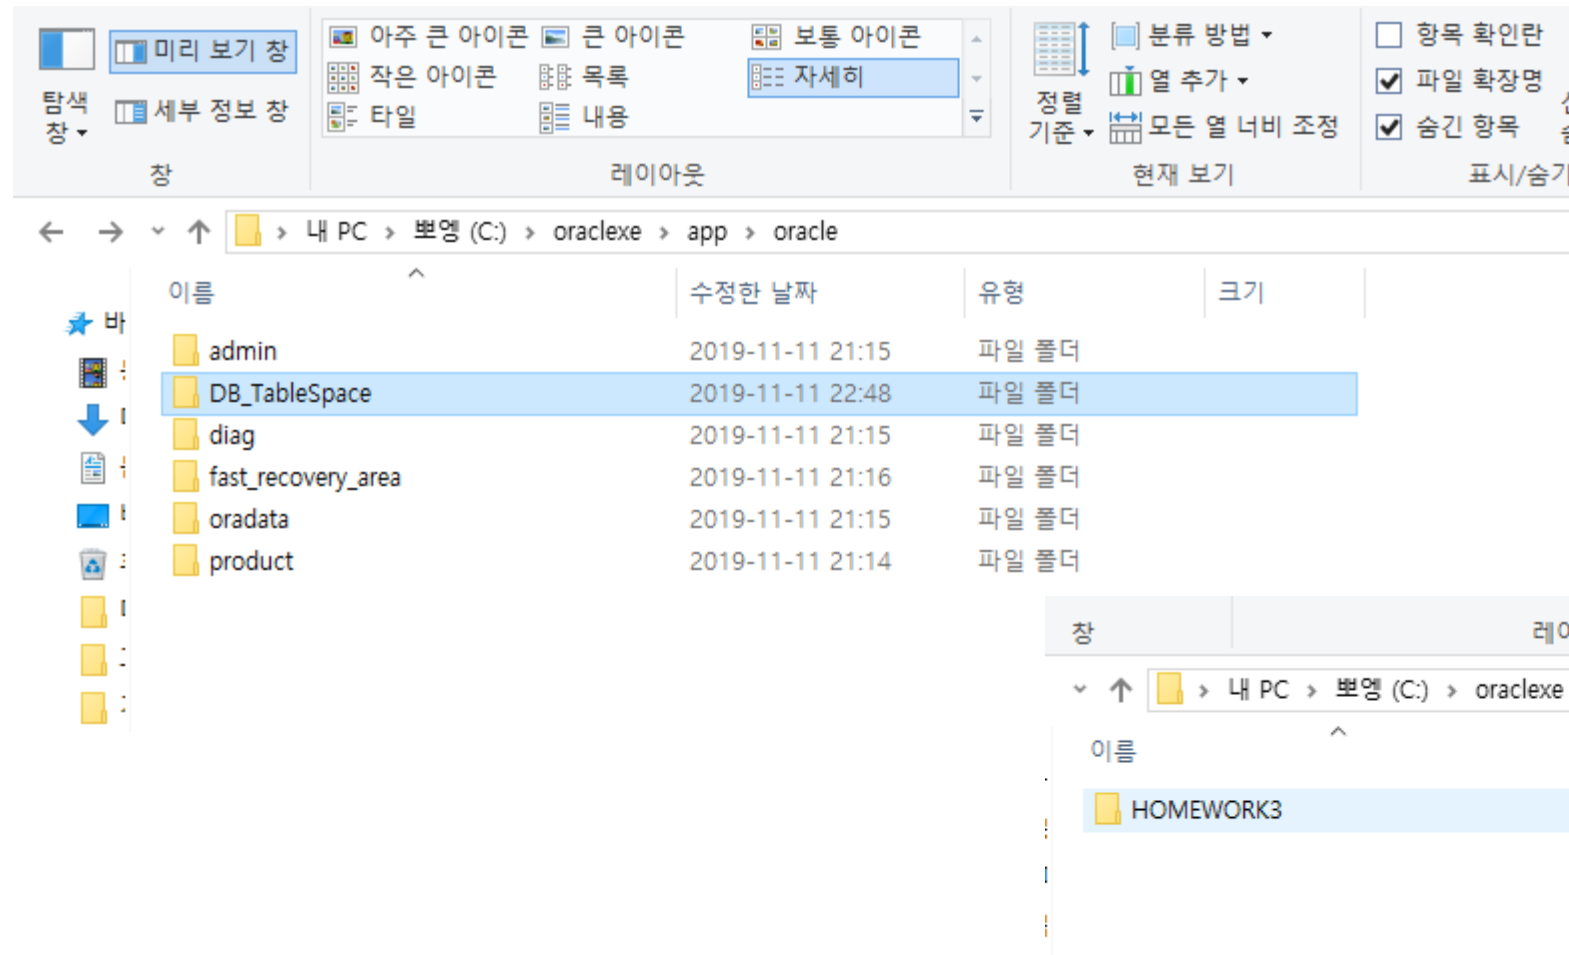 미리 보기 창
세부 정보 창
탐색
창
아주 큰 아이콘
큰 아이콘
보통 아이콘
작은 아이콘
목록
자세히
타일
내용
정렬
기준
분류 방법
열 추가
모든 열 너비 조정
항목 확인란
파일 확장명
숨긴 항목
창
레이아웃
현재 보기
표시/숨기
내 PC > 뽀엥 (C:) > oraclexe > app > oracle
이름
수정한 날짜
유형
크기
바
admin 2019-11-11 21:15 파일 폴더
DB_TableSpace 2019-11-11 22:48 파일 폴더
diag 2019-11-11 21:15 파일 폴더
fast_recovery_area 2019-11-11 21:16 파일 폴더
oradata 2019-11-11 21:15 파일 폴더
product 2019-11-11 21:14 파일 폴더
창
내 PC > 뽀엥 (C:) > oraclexe
이름
HOMEWORK3